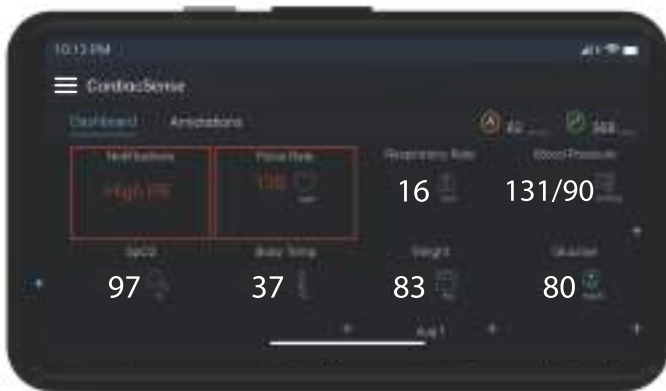 10:13 PM
CardiacSense
Dashboard Annotations
Notifications Pulse Rate Respiratory Rate Blood Pressure
High PR 16 131/90
SpO2 Body Temp Weight Glucose
97 37 83 80
Aug 1